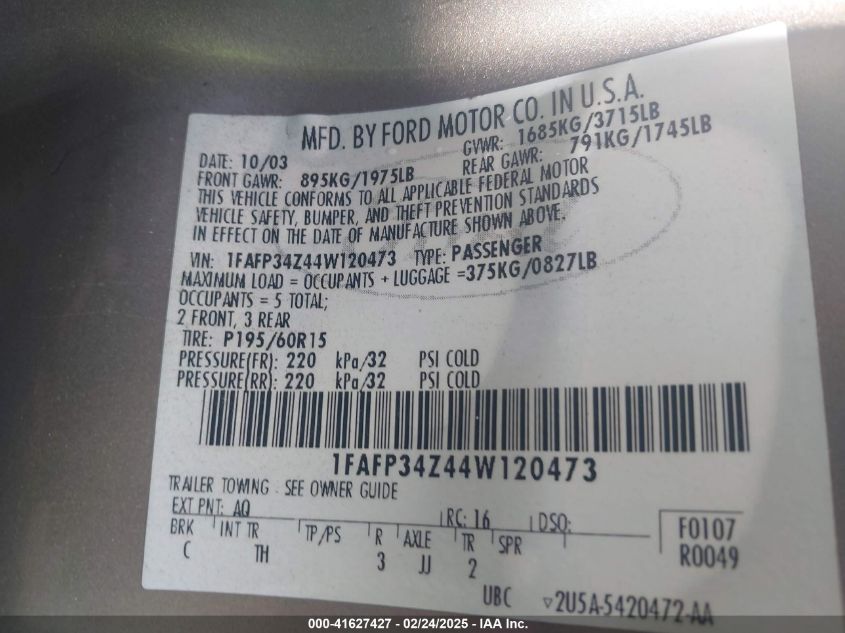 MFD. BY FORD MOTOR CO. IN U.S.A.
DATE: 10/03 GVWR: 1685KG/3715LB
FRONT GAWR: 895KG/1975LB REAR GAWR: 791KG/1745LB
THIS VEHICLE CONFORMS TO ALL APPLICABLE FEDERAL MOTOR
VEHICLE SAFETY, BUMPER, AND THEFT PREVENTION STANDARDS
IN EFFECT ON THE DATE OF MANUFACTURE SHOWN ABOVE.
VIN: 1FAFP34Z44W120473 TYPE: PASSENGER
MAXIMUM LOAD = OCCUPANTS + LUGGAGE =375KG/0827LB
OCCUPANTS = 5 TOTAL;
2 FRONT, 3 REAR
TIRE: P195/60R15
PRESSURE(FR): 220 kPa/32 PSI COLD
PRESSURE(RR): 220 kPa/32 PSI COLD
1FAFP34Z44W120473
TRAILER TOWING - SEE OWNER GUIDE
EXT PNT: AQ RC: 16 DSO: F0107
BRK INT TR TP/PS R AXLE TR SPR R0049
C TH 3 JJ 2
UBC ▽2U5A-5420472-AA
000-41627427 - 02/24/2025 - IAA Inc.